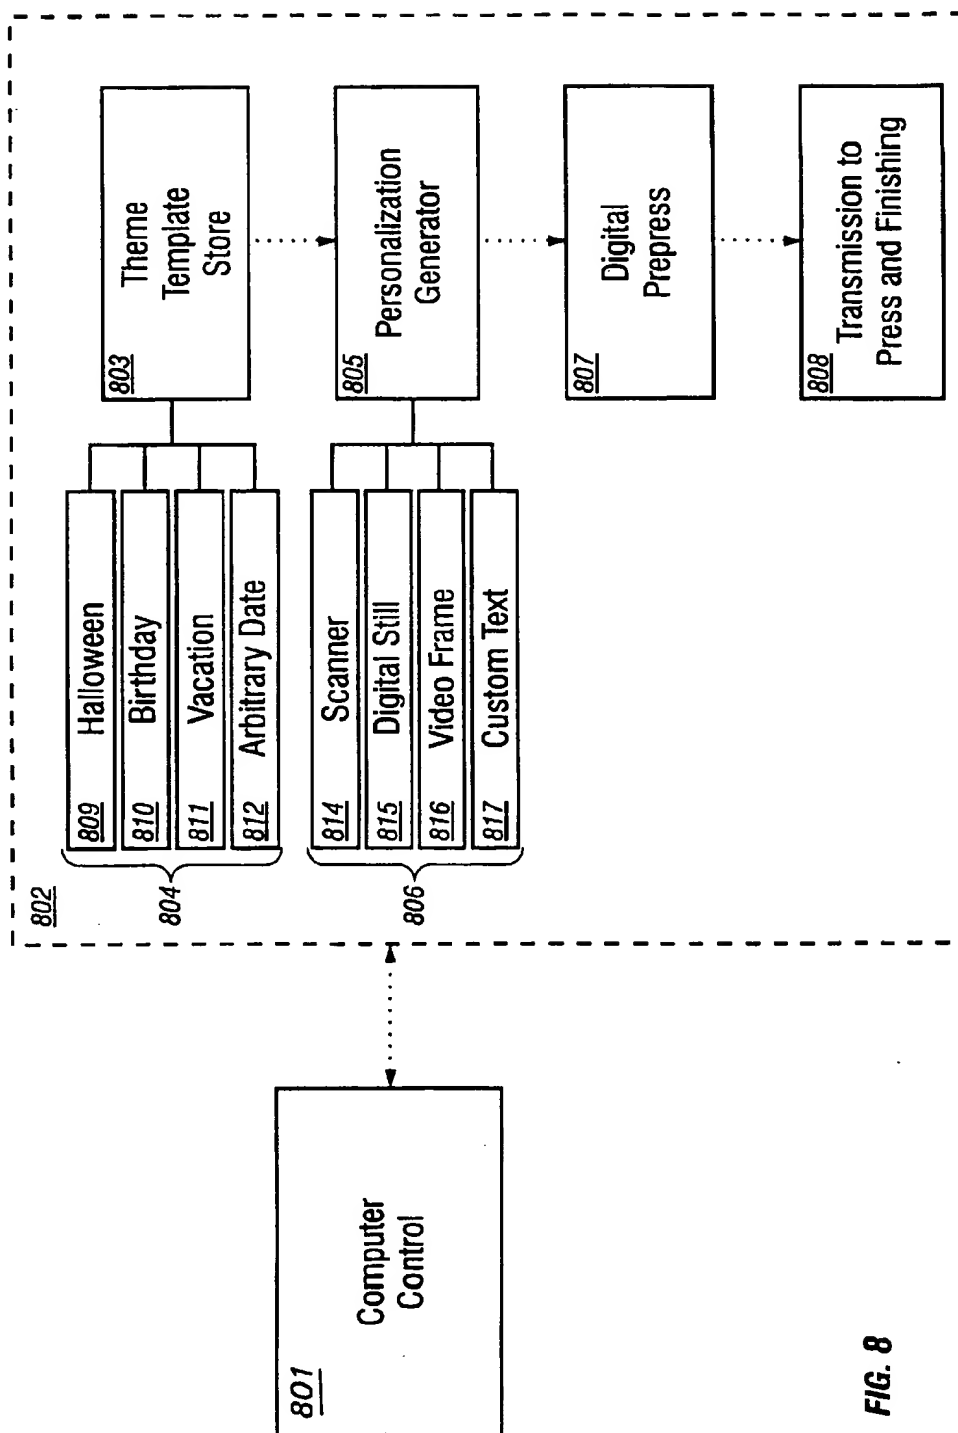 802
804
809 Halloween
810 Birthday
811 Vacation
812 Arbitrary Date
803
Theme
Template
Store
806
814 Scanner
815 Digital Still
816 Video Frame
817 Custom Text
805
Personalization
Generator
807
Digital
Prepress
808
Transmission to
Press and Finishing
801
Computer
Control
FIG. 8